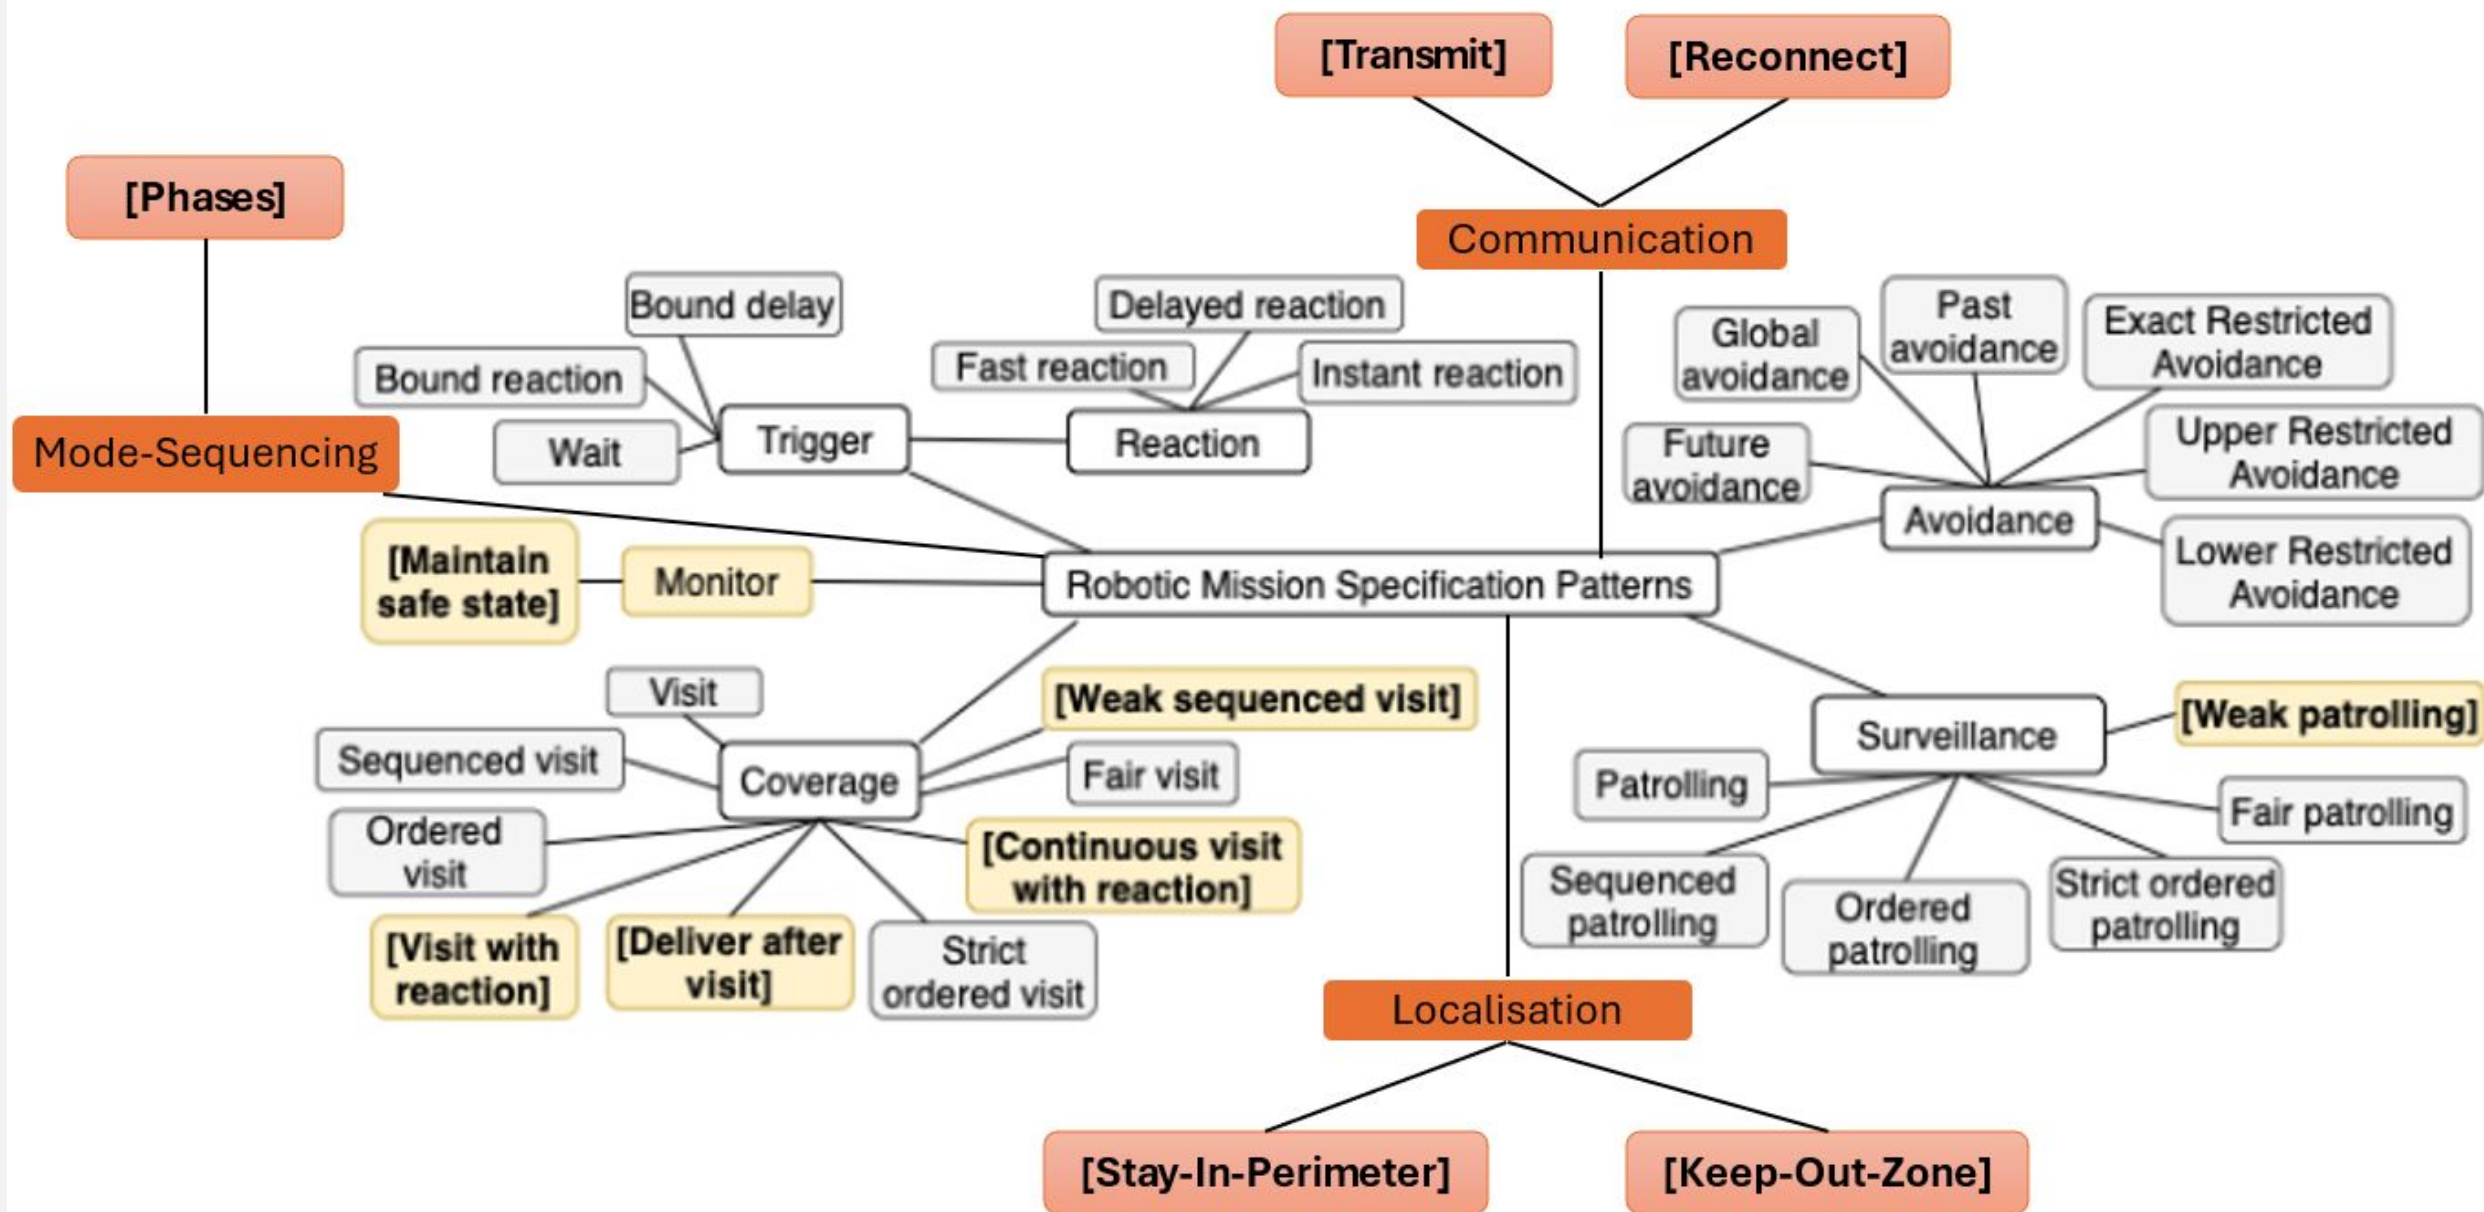 [Transmit]
[Reconnect]
[Phases]
Communication
Bound delay
Delayed reaction
Past
avoidance
Global
avoidance
Exact Restricted
Avoidance
Bound reaction
Fast reaction
Instant reaction
Mode-Sequencing
Wait
Trigger
Reaction
Future
avoidance
Upper Restricted
Avoidance
Avoidance
[Maintain
safe state]
Monitor
Robotic Mission Specification Patterns
Lower Restricted
Avoidance
Visit
[Weak sequenced visit]
[Weak patrolling]
Sequenced visit
Coverage
Fair visit
Surveillance
Patrolling
Fair patrolling
Ordered
visit
[Continuous visit
with reaction]
Sequenced
patrolling
Ordered
patrolling
Strict ordered
patrolling
[Visit with
reaction]
[Deliver after
visit]
Strict
ordered visit
Localisation
[Stay-In-Perimeter]
[Keep-Out-Zone]